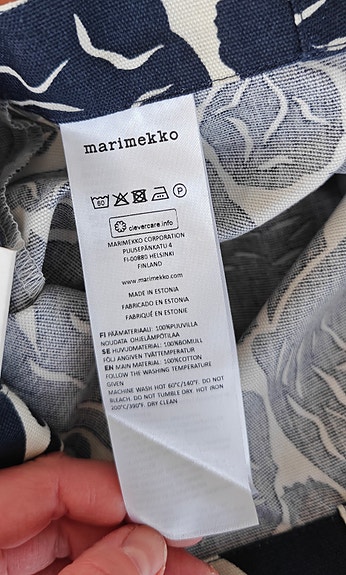 marimekko
60
P
clevercare.info
MARIMEKKO CORPORATION
PUUSEPÄNKATU 4
FI-00880 HELSINKI
FINLAND
www.marimekko.com
MADE IN ESTONIA
FABRICADO EN ESTONIE
FABRIQUÉ EN ESTONIE
FI PÄÄMATERIAALI: 100%PUUVILLA
NOUDATA OHJELÄMPÖTILAA
SE HUVUDMATERIAL: 100%BOMULL
FÖLJ ANGIVEN TVÄTTEMPERATUR
EN MAIN MATERIAL: 100%COTTON
FOLLOW THE WASHING TEMPERATURE
GIVEN
MACHINE WASH HOT 60°C/140°F. DO NOT
BLEACH. DO NOT TUMBLE DRY. HOT IRON
200°C/390°F. DRY CLEAN